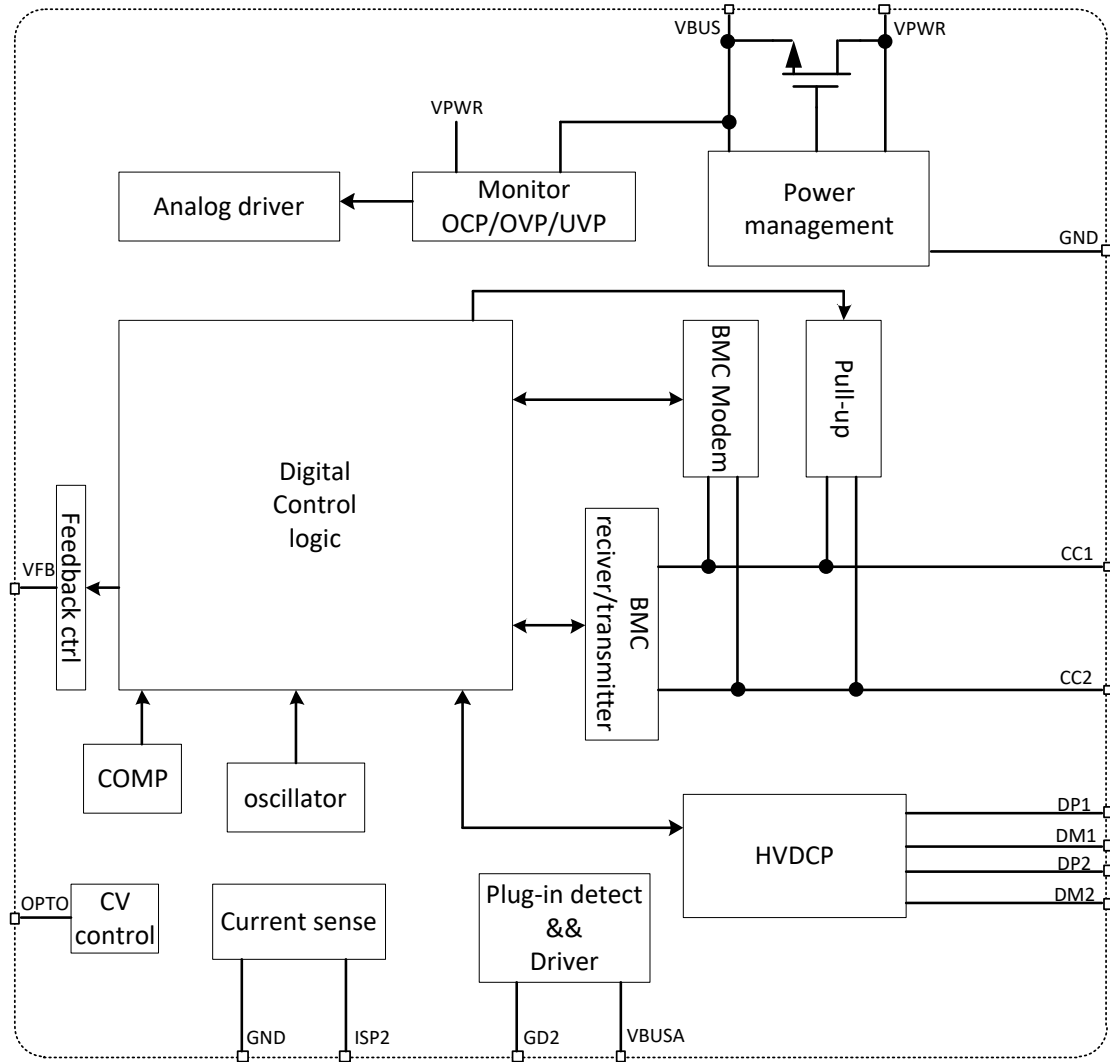 VBUS
VPWR
VPWR
Analog driver
Monitor
OCP/OVP/UVP
Power
management
GND
Digital
Control
logic
BMC Modem
Pull-up
Feedback ctrl
VFB
BMC
reciver/transmitter
CC1
CC2
COMP
oscillator
HVDCP
DP1
DM1
DP2
DM2
OPTO
CV
control
Current sense
Plug-in detect
&&
Driver
GND
ISP2
GD2
VBUSA